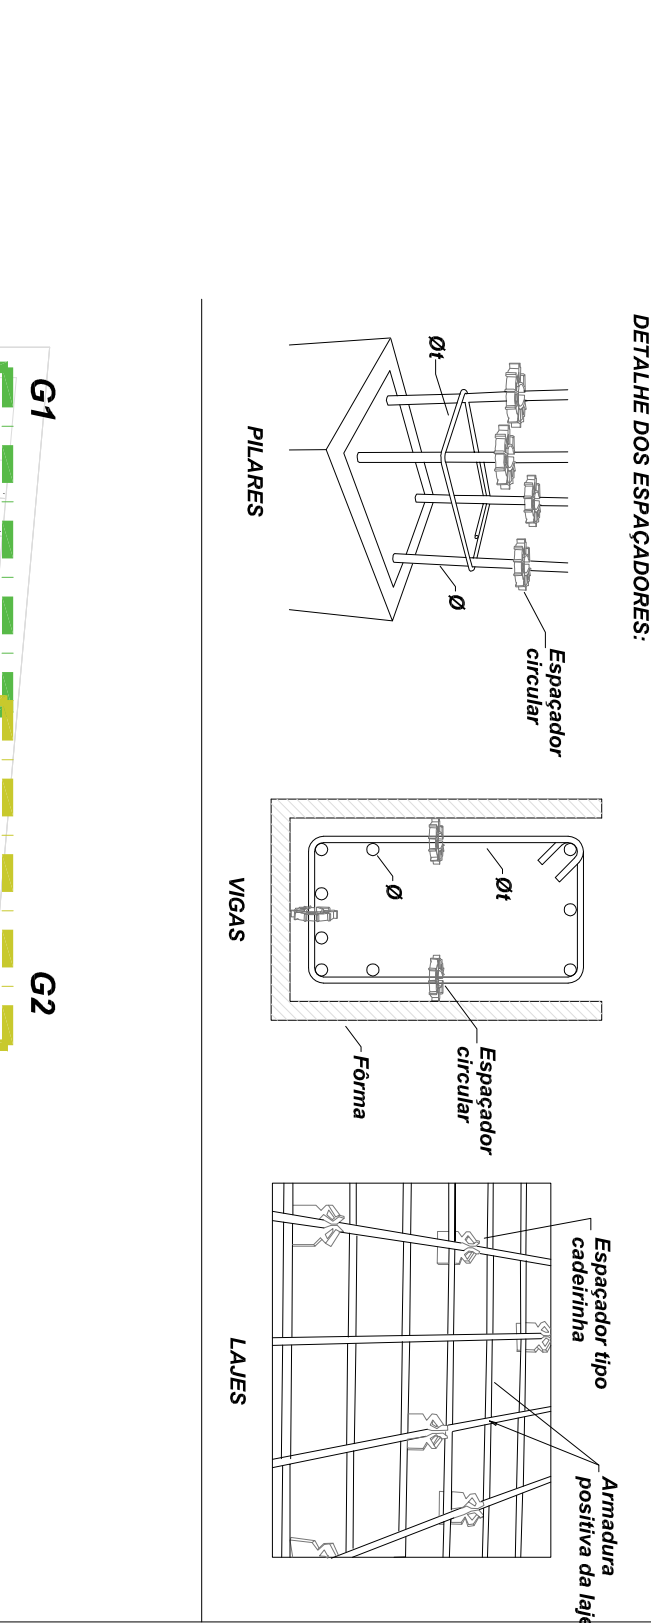 DETALHE DOS ESPAÇADORES:
Øt
Ø
Espaçador
circular
PILARES
Øt
Ø
Espaçador
circular
Fôrma
VIGAS
Espaçador tipo
cadeirinha
Armadura
positiva da laje
LAJES
G1
G2